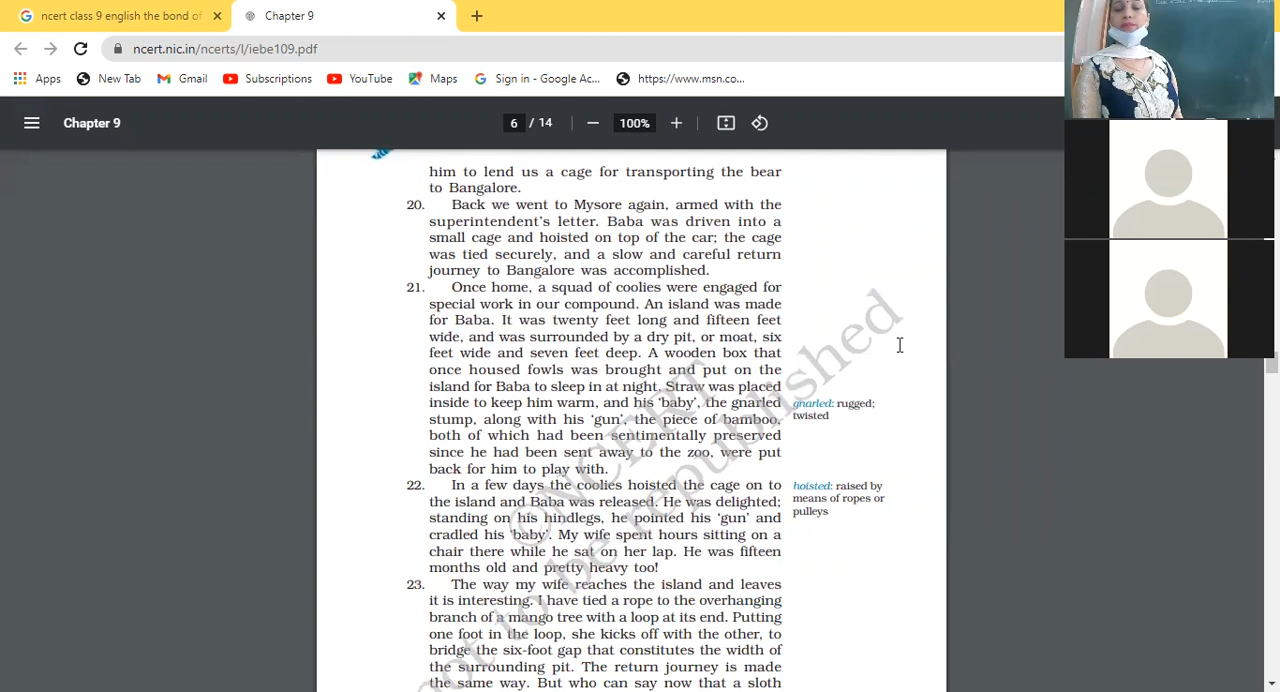 ncert class 9 english the bond of
Chapter 9
ncert.nic.in/ncerts/l/iebe109.pdf
Apps
New Tab
Gmail
Subscriptions
YouTube
Maps
Sign in - Google Ac...
https://www.msn.co...
Chapter 9
6 / 14
100%
him to lend us a cage for transporting the bear
to Bangalore.
20. Back we went to Mysore again, armed with the
superintendent's letter. Baba was driven into a
small cage and hoisted on top of the car; the cage
was tied securely, and a slow and careful return
journey to Bangalore was accomplished.
21. Once home, a squad of coolies were engaged for
special work in our compound. An island was made
for Baba. It was twenty feet long and fifteen feet
wide, and was surrounded by a dry pit, or moat, six
feet wide and seven feet deep. A wooden box that
once housed fowls was brought and put on the
island for Baba to sleep in at night. Straw was placed
inside to keep him warm, and his ‘baby’, the gnarled
stump, along with his ‘gun’, the piece of bamboo,
both of which had been sentimentally preserved
since he had been sent away to the zoo, were put
back for him to play with.
gnarled: rugged;
twisted
22. In a few days the coolies hoisted the cage on to
the island and Baba was released. He was delighted;
standing on his hindlegs, he pointed his ‘gun’ and
cradled his ‘baby’. My wife spent hours sitting on a
chair there while he sat on her lap. He was fifteen
months old and pretty heavy too!
hoisted: raised by
means of ropes or
pulleys
23. The way my wife reaches the island and leaves
it is interesting. I have tied a rope to the overhanging
branch of a mango tree with a loop at its end. Putting
one foot in the loop, she kicks off with the other, to
bridge the six-foot gap that constitutes the width of
the surrounding pit. The return journey is made
the same way. But who can say now that a sloth
©NCERT
not to be republished